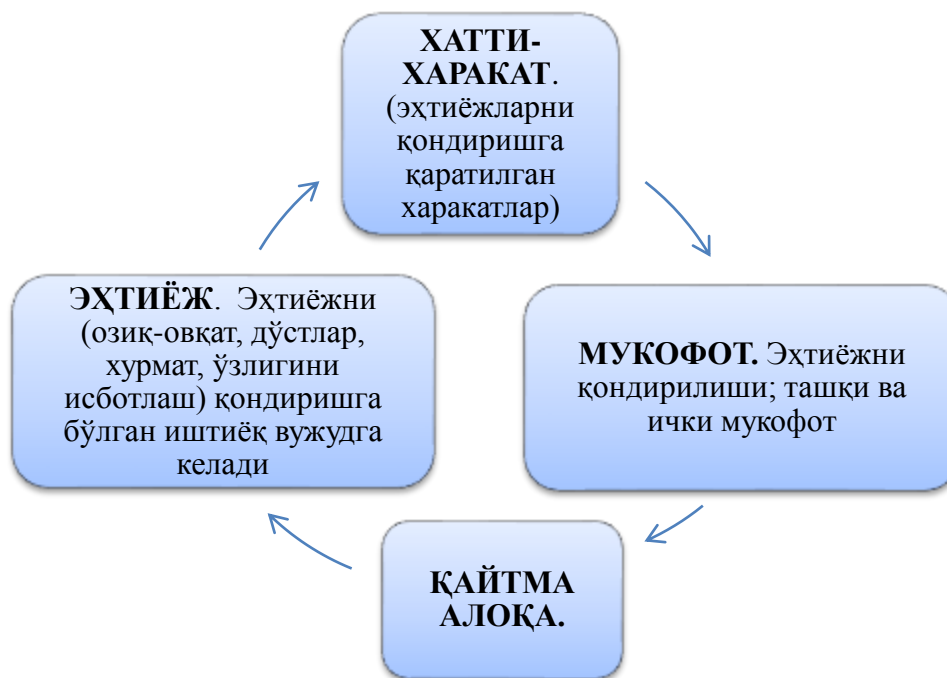 ХАТТИ-
ХАРАКАТ.
(эҳтиёжларни
қондиришга
қаратилган
харакатлар)
ЭҲТИЁЖ. Эҳтиёжни
(озиқ-овқат, дўстлар,
хурмат, ўзлигини
исботлаш) қондиришга
бўлган иштиёқ вужудга
келади
МУКОФОТ. Эҳтиёжни
қондирилиши; ташқи ва
ички мукофот
ҚАЙТМА
АЛОҚА.